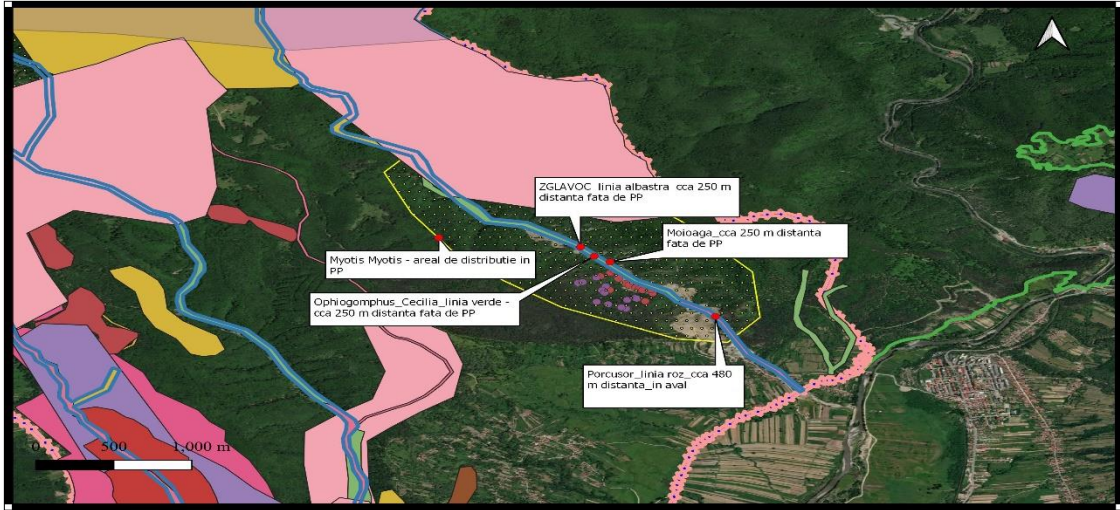 ZGLAVOC linia albastra cca 250 m
distanta fata de PP
Moioaga_cca 250 m distanta
fata de PP
Myotis Myotis - areal de distributie in
PP
Ophiogomphus_Cecilia_linia verde -
cca 250 m distanta fata de PP
Porcusor_linia roz_cca 480
m distanta_in aval
0 500 1,000 m